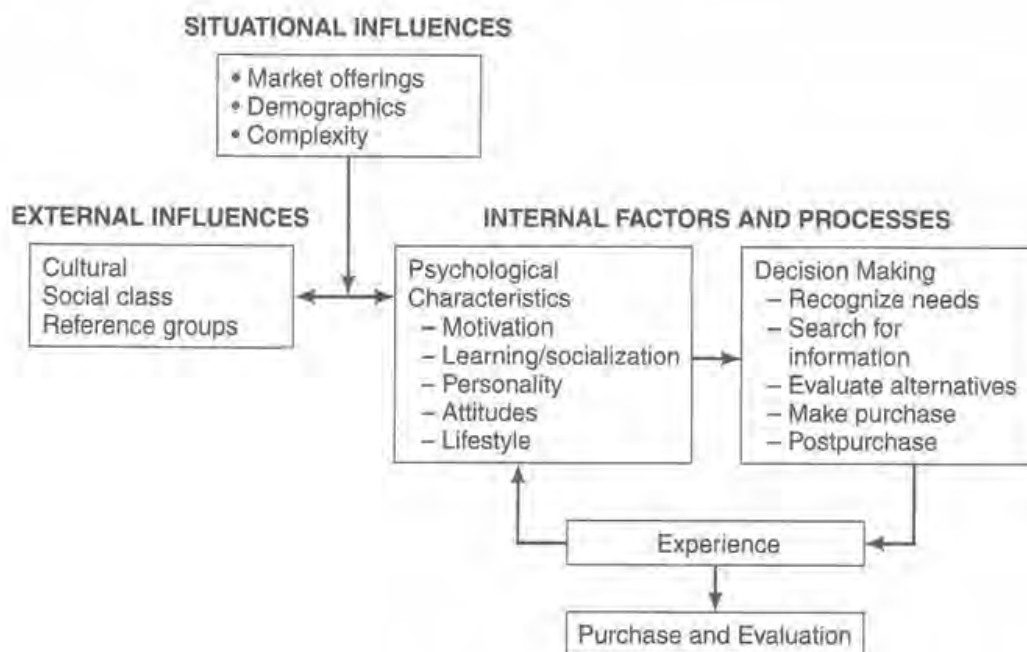 SITUATIONAL INFLUENCES
• Market offerings
• Demographics
• Complexity
EXTERNAL INFLUENCES
Cultural
Social class
Reference groups
INTERNAL FACTORS AND PROCESSES
Psychological
Characteristics
– Motivation
– Learning/socialization
– Personality
– Attitudes
– Lifestyle
Decision Making
– Recognize needs
– Search for
information
– Evaluate alternatives
– Make purchase
– Postpurchase
Experience
Purchase and Evaluation